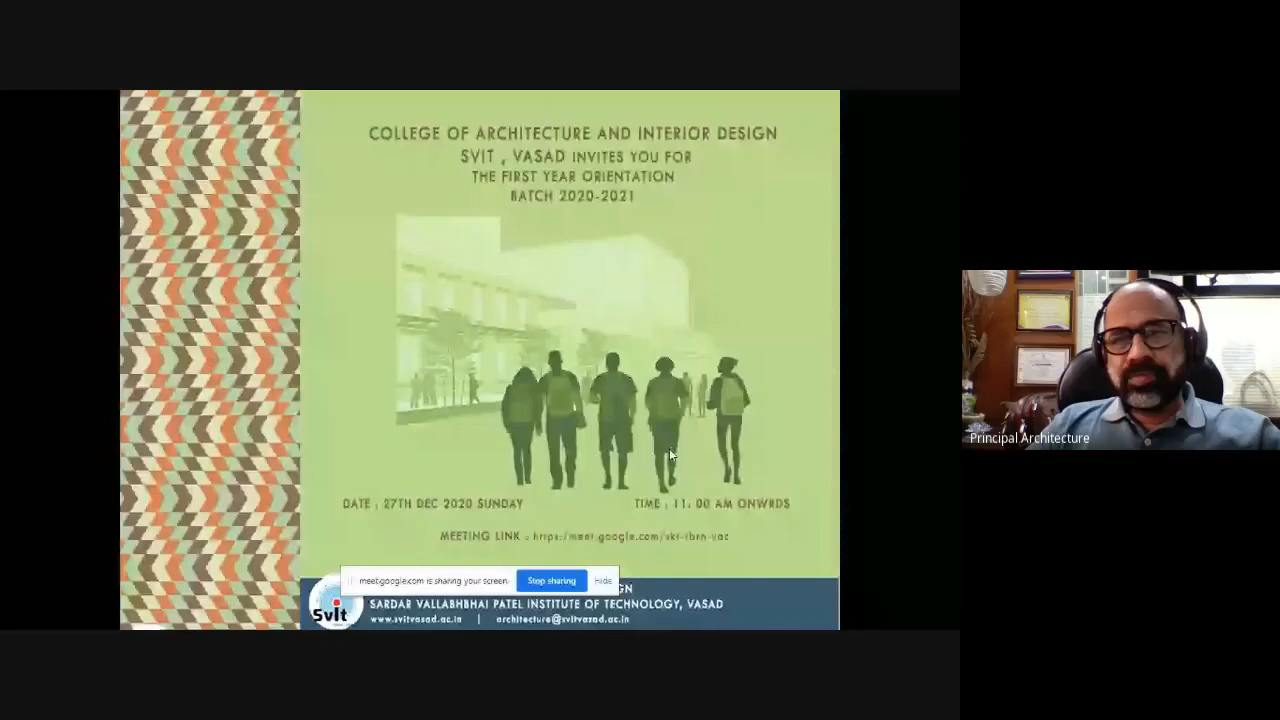 COLLEGE OF ARCHITECTURE AND INTERIOR DESIGN
SVIT , VASAD INVITES YOU FOR
THE FIRST YEAR ORIENTATION
BATCH 2020-2021
DATE : 27TH DEC 2020 SUNDAY
TIME : 11. 00 AM ONWRDS
MEETING LINK :
meet.google.com is sharing your screen.
Stop sharing
Hide
SARDAR VALLABHBHAI PATEL INSTITUTE OF TECHNOLOGY, VASAD
www.svitvasad.ac.in | architecture@svitvasad.ac.in
SvIt
Principal Architecture